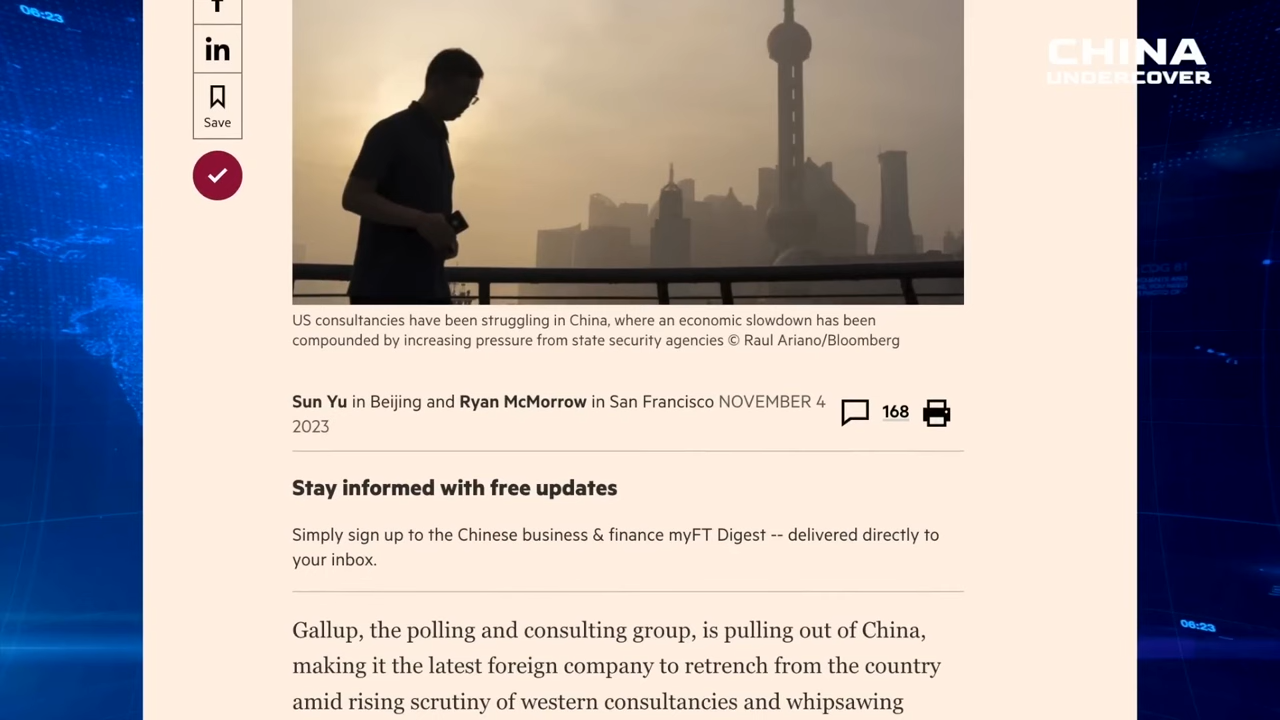 06:23
CHINA
UNDERCOVER
in
Save
US consultancies have been struggling in China, where an economic slowdown has been
compounded by increasing pressure from state security agencies © Raul Ariano/Bloomberg
Sun Yu in Beijing and Ryan McMorrow in San Francisco NOVEMBER 4
2023
168
Stay informed with free updates
Simply sign up to the Chinese business & finance myFT Digest -- delivered directly to
your inbox.
Gallup, the polling and consulting group, is pulling out of China,
making it the latest foreign company to retrench from the country
amid rising scrutiny of western consultancies and whipsawing
06:23